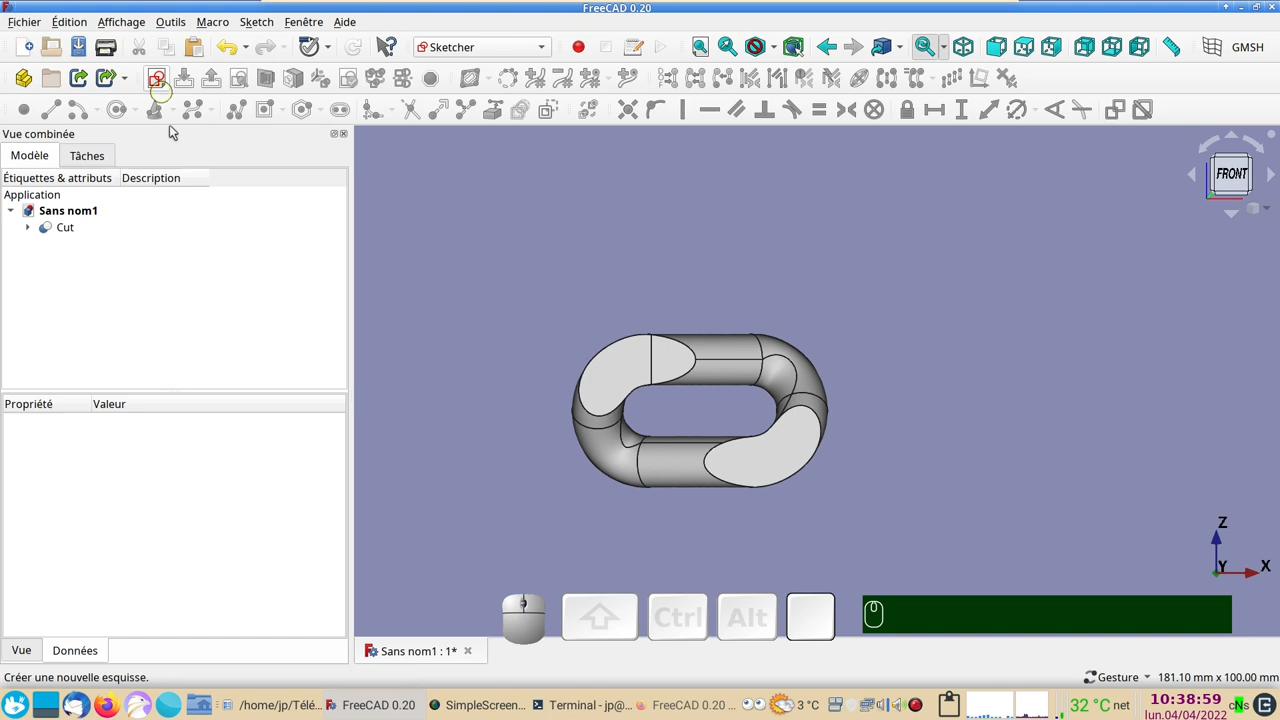 FreeCAD 0.20
Fichier Édition Affichage Outils Macro Sketch Fenêtre Aide
Sketcher
GMSH
Vue combinée
Modèle Tâches
Étiquettes & attributs Description
Application
Sans nom1
Cut
FRONT
Propriété Valeur
Z
Y X
Ctrl Alt
Vue Données
Sans nom1 : 1*
Créer une nouvelle esquisse.
Gesture 181.10 mm x 100.00 mm
/home/jp/Télé... FreeCAD 0.20 SimpleScreen... Terminal - jp@... FreeCAD 0.20 ... 3 °C 32 °C net 10:38:59 cNs
lun.04/04/2022